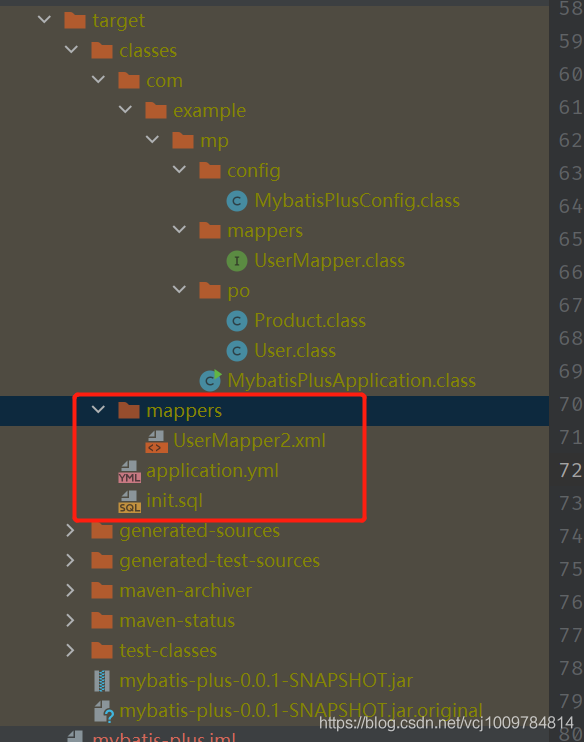 58
target
59
classes
60
com
61
example
62
mp
63
config
64
C MybatisPlusConfig.class
65
mappers
66
I UserMapper.class
67
po
68
C Product.class
69
C User.class
C MybatisPlusApplication.class
70
mappers
71
UserMapper2.xml
72
YML application.yml
73
SQL init.sql
74
generated-sources
75
generated-test-sources
76
maven-archiver
77
maven-status
78
test-classes
mybatis-plus-0.0.1-SNAPSHOT.jar
79
mybatis-plus-0.0.1-SNAPSHOT.jar.original
https://blog.csdn.net/vcj1009784814
80
mybatis-plus.iml